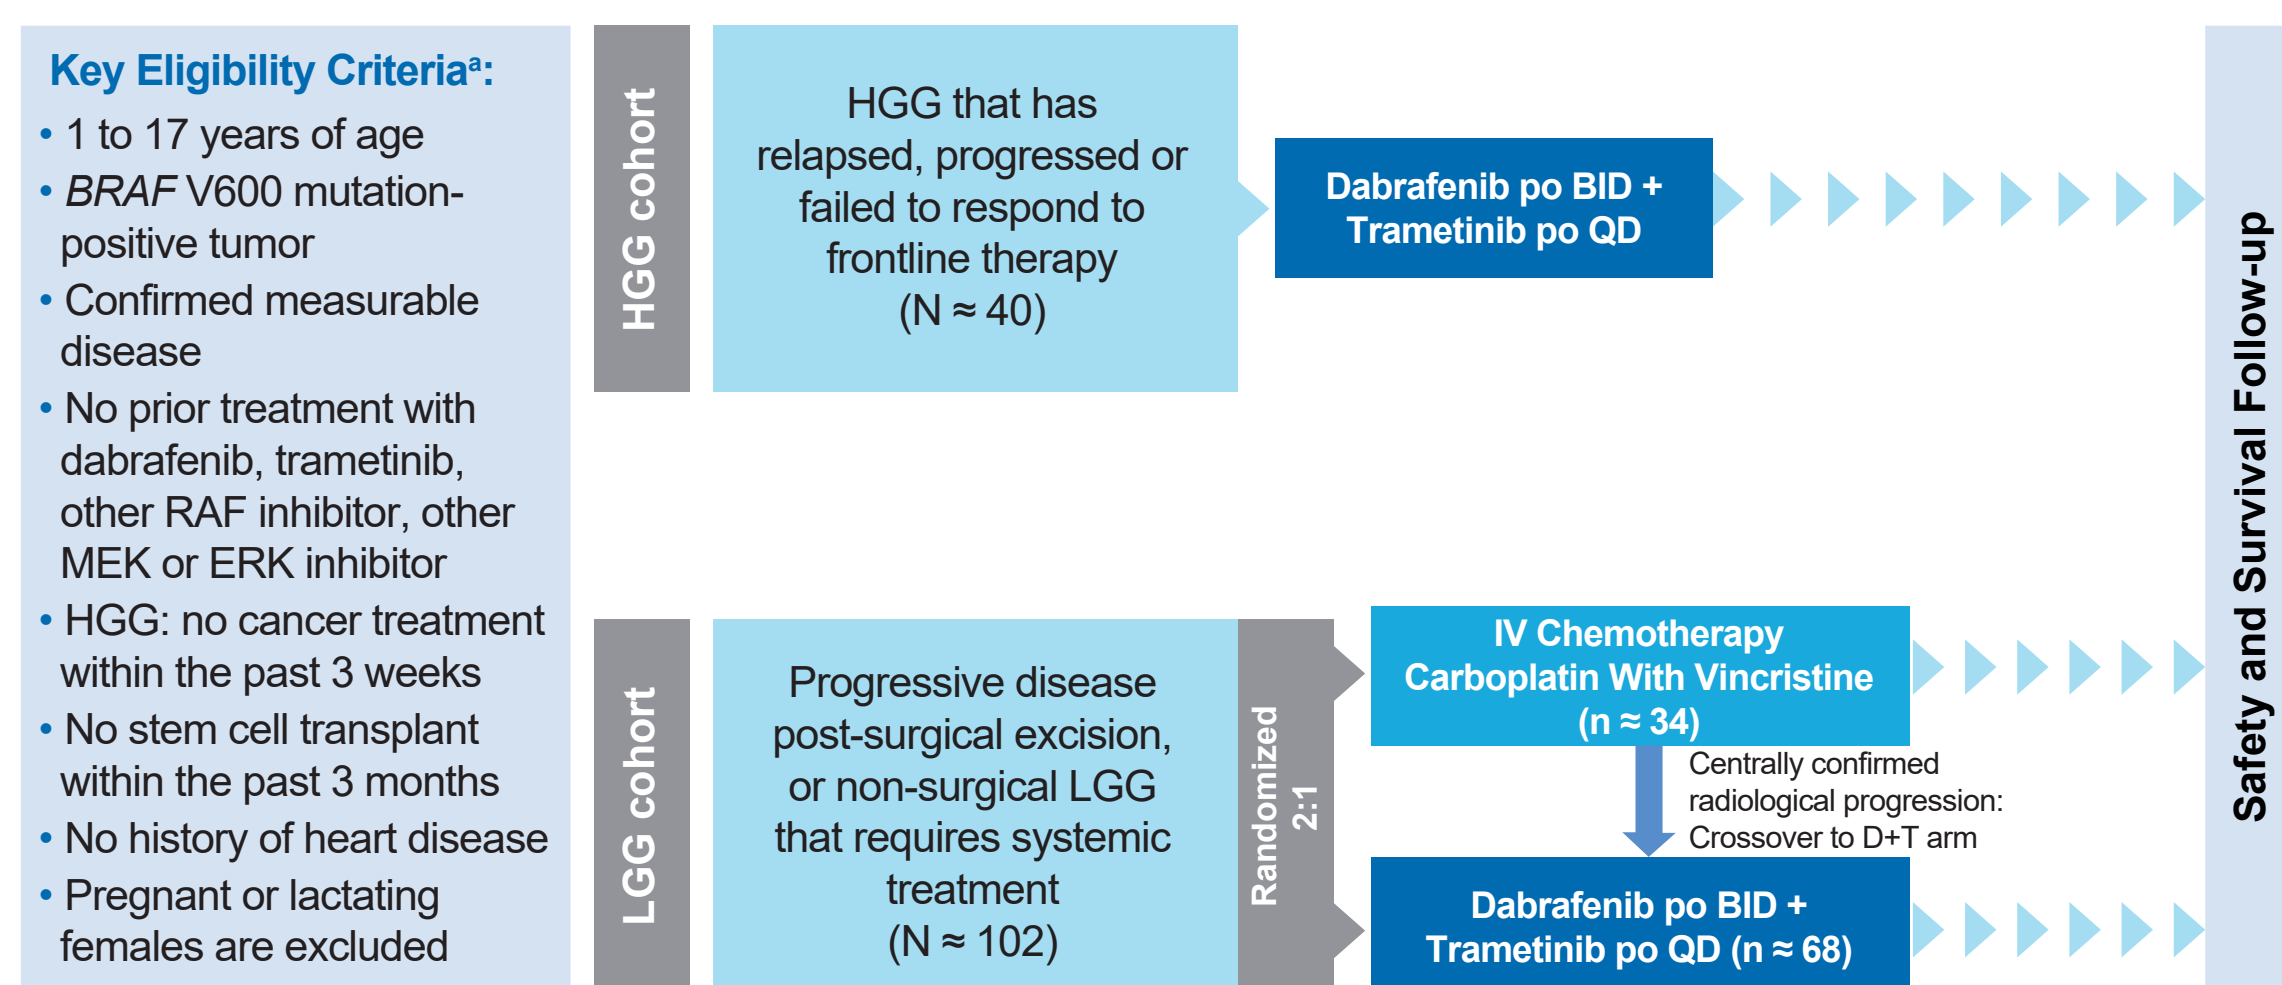 Key Eligibility Criteriaᵃ:
• 1 to 17 years of age
• BRAF V600 mutation-
positive tumor
• Confirmed measurable
disease
• No prior treatment with
dabrafenib, trametinib,
other RAF inhibitor, other
MEK or ERK inhibitor
• HGG: no cancer treatment
within the past 3 weeks
• No stem cell transplant
within the past 3 months
• No history of heart disease
• Pregnant or lactating
females are excluded
HGG cohort
HGG that has
relapsed, progressed or
failed to respond to
frontline therapy
(N ≈ 40)
Dabrafenib po BID +
Trametinib po QD
LGG cohort
Progressive disease
post-surgical excision,
or non-surgical LGG
that requires systemic
treatment
(N ≈ 102)
Randomized
2:1
IV Chemotherapy
Carboplatin With Vincristine
(n ≈ 34)
Centrally confirmed
radiological progression:
Crossover to D+T arm
Dabrafenib po BID +
Trametinib po QD (n ≈ 68)
Safety and Survival Follow-up